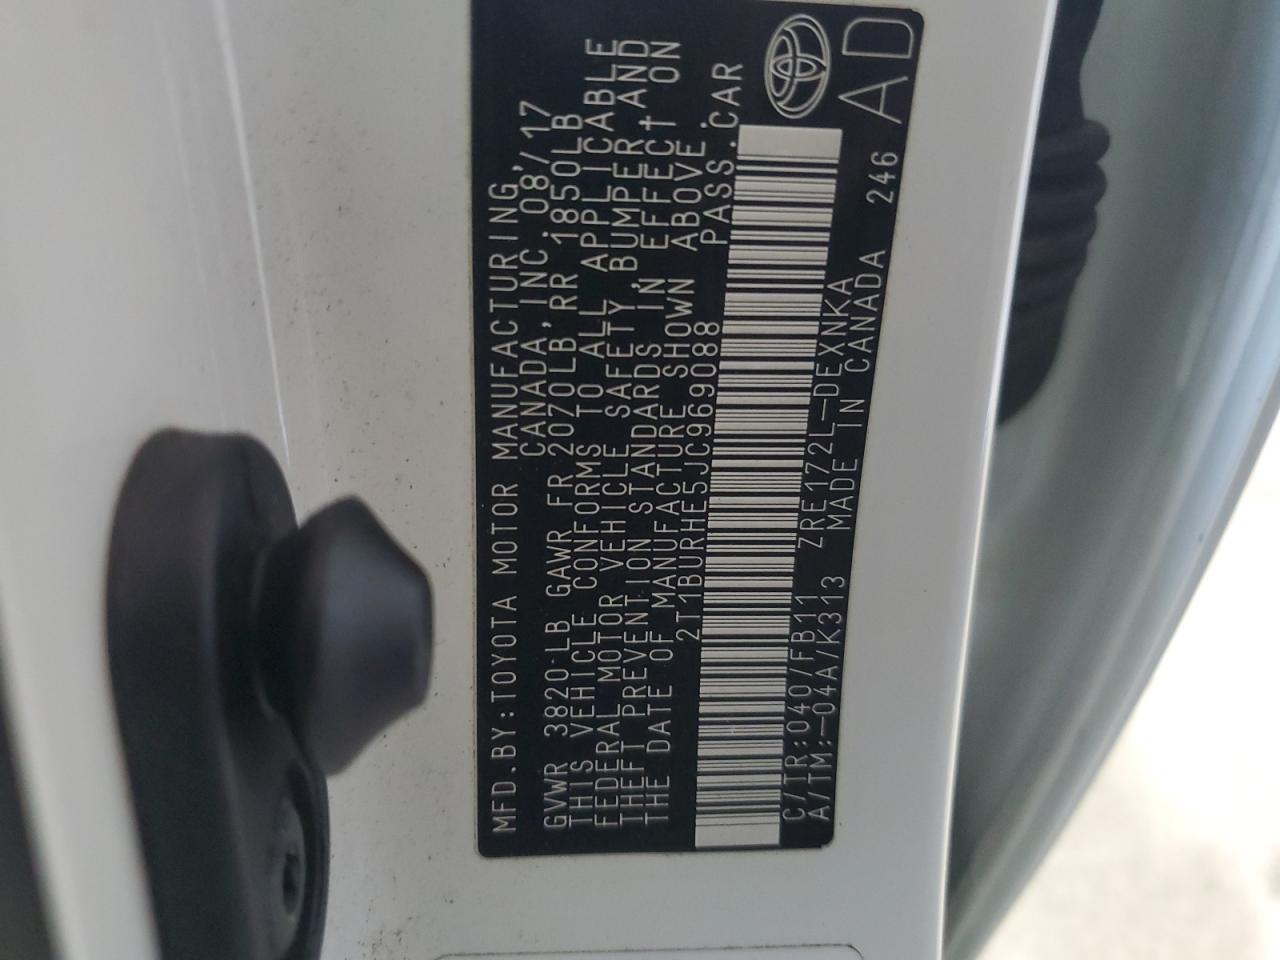 MFD.BY:TOYOTA MOTOR MANUFACTURING,
CANADA, INC. 08/17
GVWR 3820 LB GAWR FR 2070LB, RR 1850LB
THIS VEHICLE CONFORMS TO ALL APPLICABLE
FEDERAL MOTOR VEHICLE SAFETY, BUMPER, AND
THEFT PREVENTION STANDARDS IN EFFECT ON
THE DATE OF MANUFACTURE SHOWN ABOVE.
2T1BURHE5JC969088 PASS.CAR
C/TR:040/FB11 ZRE172L-DEXNKA 246
A/TM:-04A/K313 MADE IN CANADA
AD